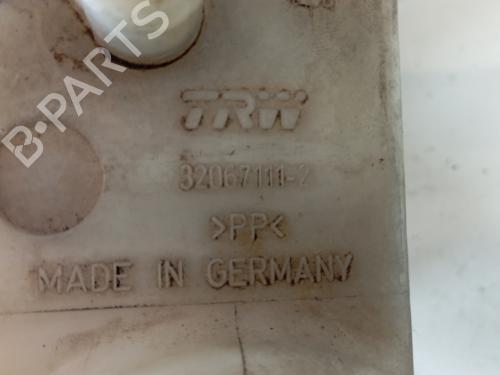 B-PARTS
TRW
32067111-2
>PP<
MADE IN GERMANY